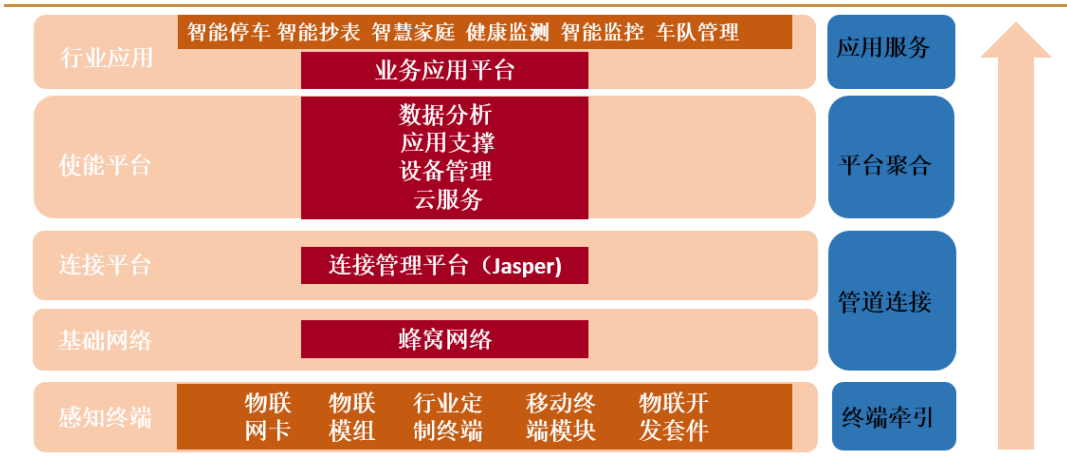 行业应用
智能停车 智能抄表 智慧家庭 健康监测 智能监控 车队管理
业务应用平台
应用服务
使能平台
数据分析
应用支撑
设备管理
云服务
平台聚合
连接平台
连接管理平台（Jasper)
管道连接
基础网络
蜂窝网络
感知终端
物联
网卡
物联
模组
行业定
制终端
移动终
端模块
物联开
发套件
终端牵引